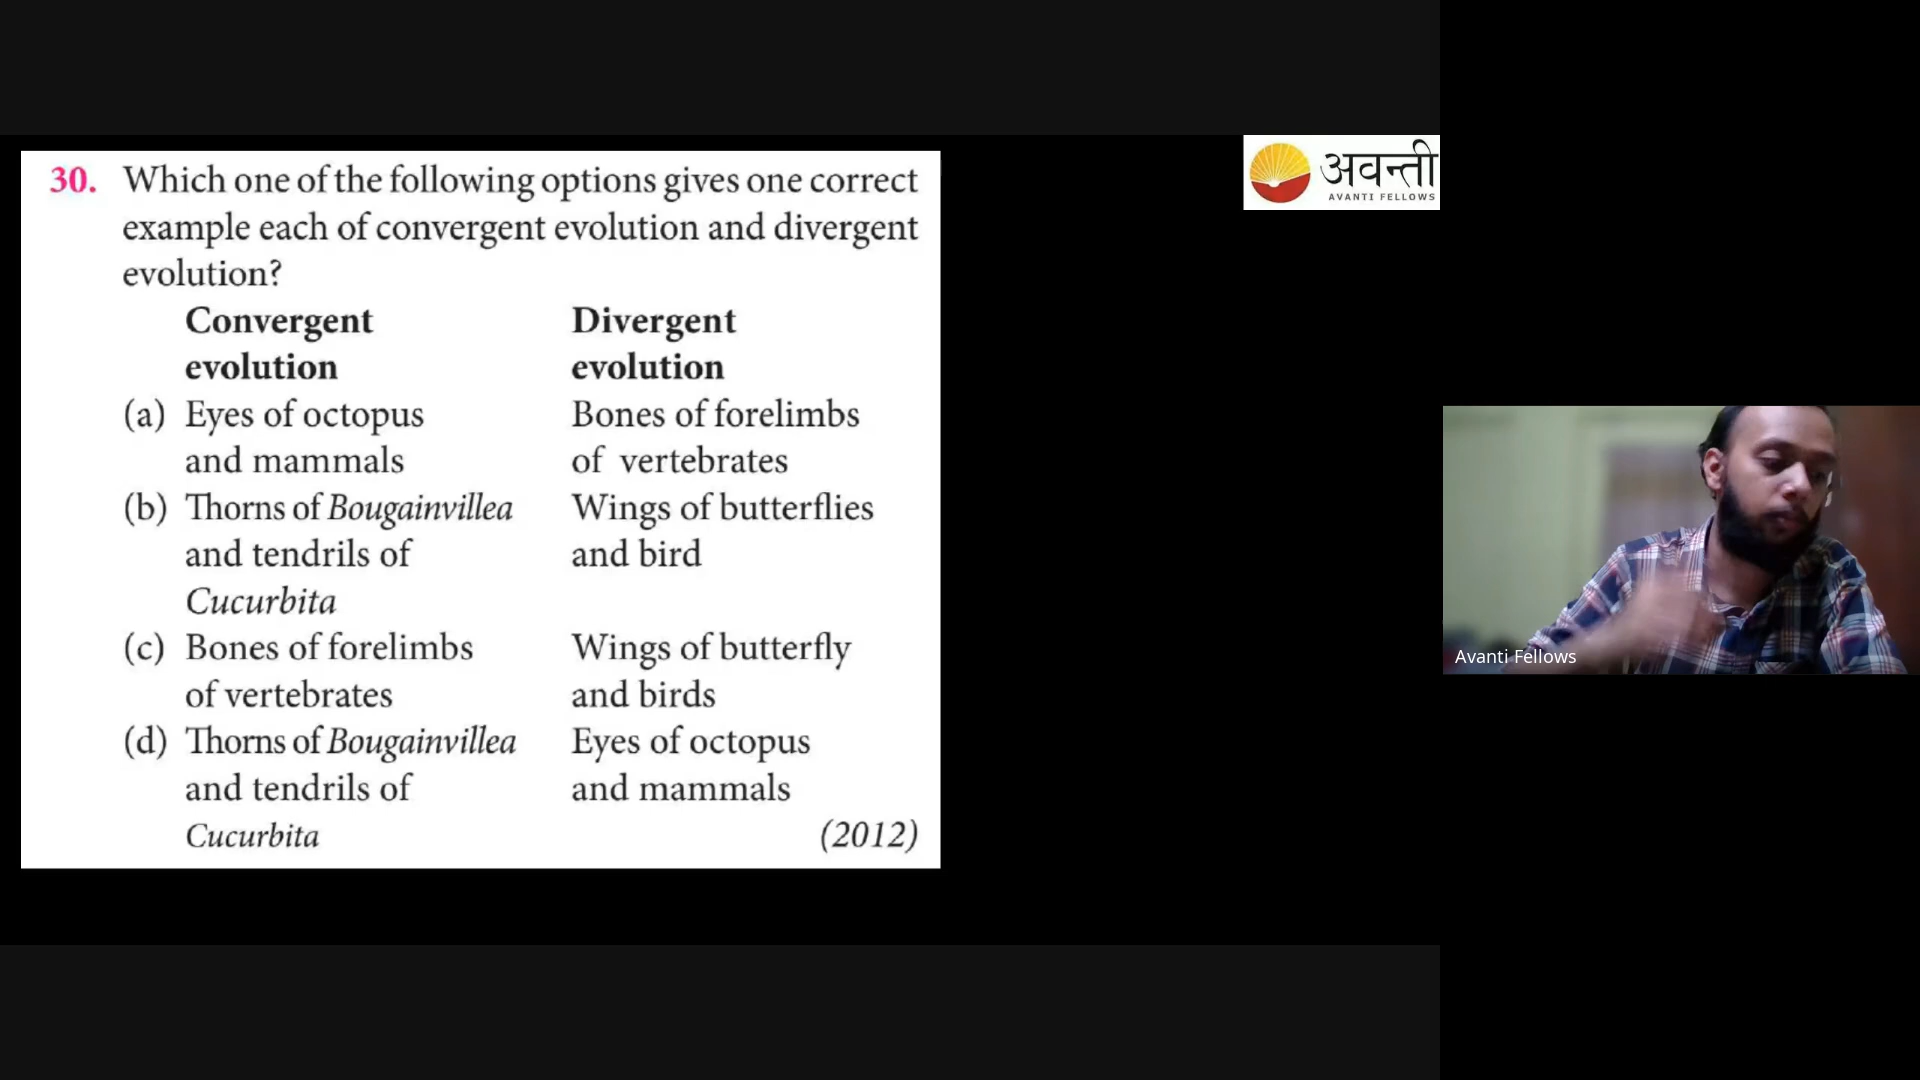 30. Which one of the following options gives one correct
example each of convergent evolution and divergent
evolution?
Convergent Divergent
evolution evolution
(a) Eyes of octopus Bones of forelimbs
and mammals of vertebrates
(b) Thorns of Bougainvillea Wings of butterflies
and tendrils of and bird
Cucurbita
(c) Bones of forelimbs Wings of butterfly
of vertebrates and birds
(d) Thorns of Bougainvillea Eyes of octopus
and tendrils of and mammals
Cucurbita (2012)
अवन्ती
AVANTI FELLOWS
Avanti Fellows